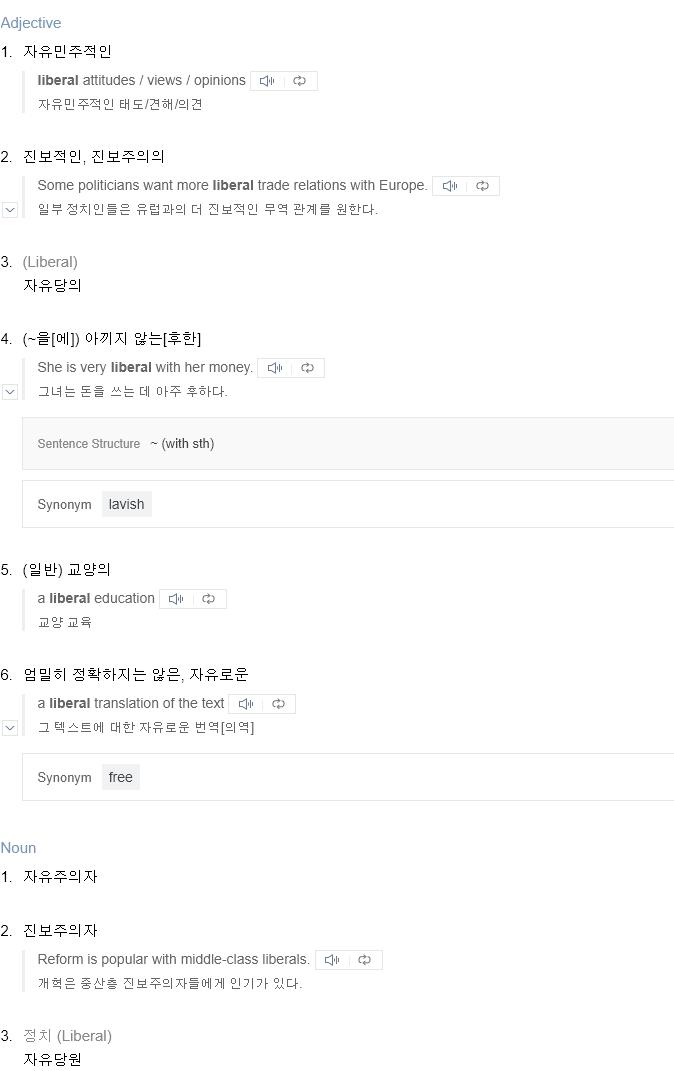 Adjective
1. 자유민주적인
liberal attitudes / views / opinions
자유민주적인 태도/견해/의견
2. 진보적인, 진보주의의
Some politicians want more liberal trade relations with Europe.
일부 정치인들은 유럽과의 더 진보적인 무역 관계를 원한다.
3. (Liberal)
자유당의
4. (~을[에]) 아끼지 않는[후한]
She is very liberal with her money.
그녀는 돈을 쓰는 데 아주 후하다.
Sentence Structure ~ (with sth)
Synonym lavish
5. (일반) 교양의
a liberal education
교양 교육
6. 엄밀히 정확하지는 않은, 자유로운
a liberal translation of the text
그 텍스트에 대한 자유로운 번역[의역]
Synonym free
Noun
1. 자유주의자
2. 진보주의자
Reform is popular with middle-class liberals.
개혁은 중산층 진보주의자들에게 인기가 있다.
3. 정치 (Liberal)
자유당원